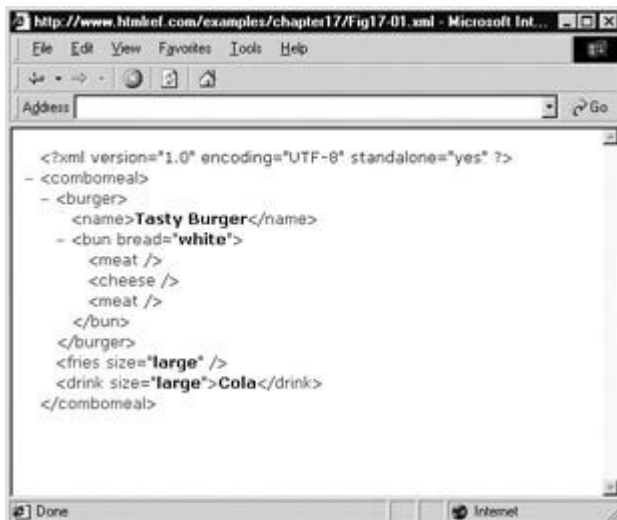 http://www.htmlref.com/examples/chapter17/Fig17-01.xml - Microsoft Int...
File Edit View Favorites Tools Help
Address Go
<?xml version="1.0" encoding="UTF-8" standalone="yes" ?>
- <combomeal>
- <burger>
<name>Tasty Burger</name>
- <bun bread="white">
<meat />
<cheese />
<meat />
</bun>
</burger>
<fries size="large" />
<drink size="large">Cola</drink>
</combomeal>
Done Internet